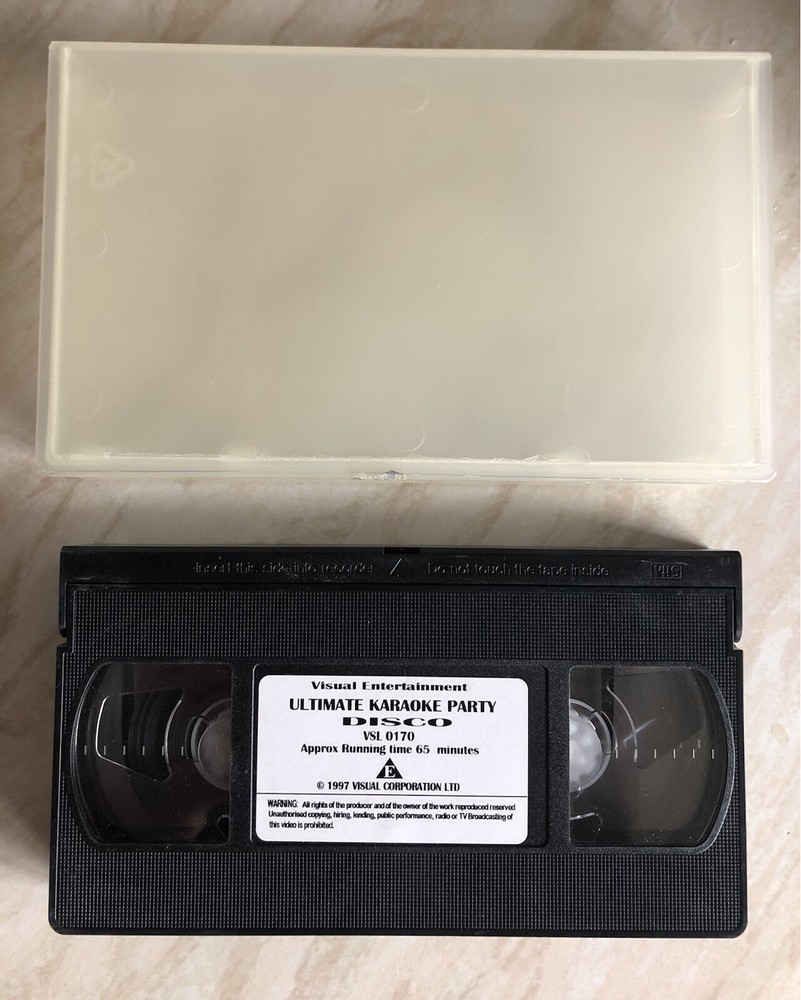 Insert this side into recorder △ Do not touch the tape inside VHS
Visual Entertainment
ULTIMATE KARAOKE PARTY
DISCO
VSL 0170
Approx Running time 65 minutes
E
© 1997 VISUAL CORPORATION LTD
WARNING: All rights of the producer and of the owner of the work reproduced reserved.
Unauthorised copying, hiring, lending, public performance, radio or TV Broadcasting of
this video is prohibited.